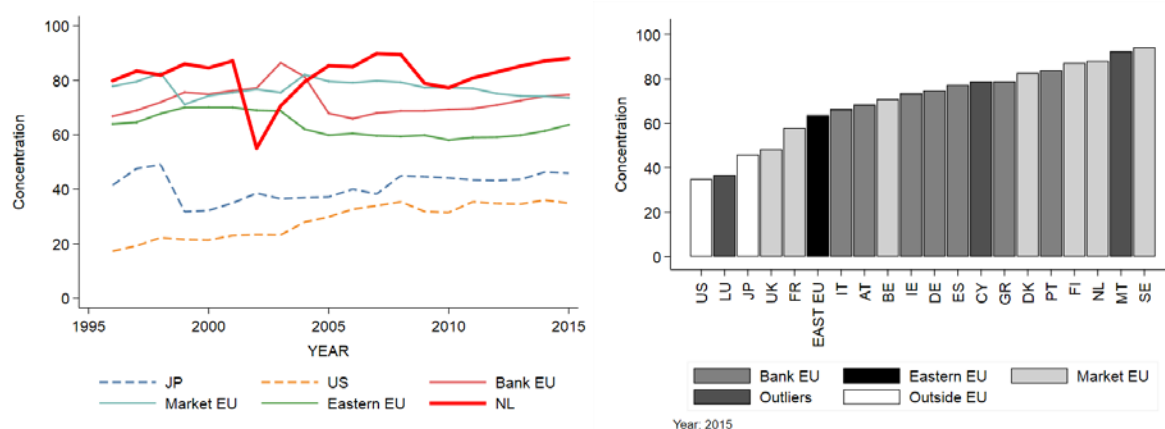 100
80
60
40
20
0
Concentration
1995
2000
2005
2010
2015
YEAR
JP
US
Bank EU
Market EU
Eastern EU
NL
100
80
60
40
20
0
Concentration
US
LU
JP
UK
FR
EAST EU
IT
AT
BE
IE
DE
ES
CY
GR
DK
PT
FI
NL
MT
SE
Bank EU
Eastern EU
Market EU
Outliers
Outside EU
Year: 2015